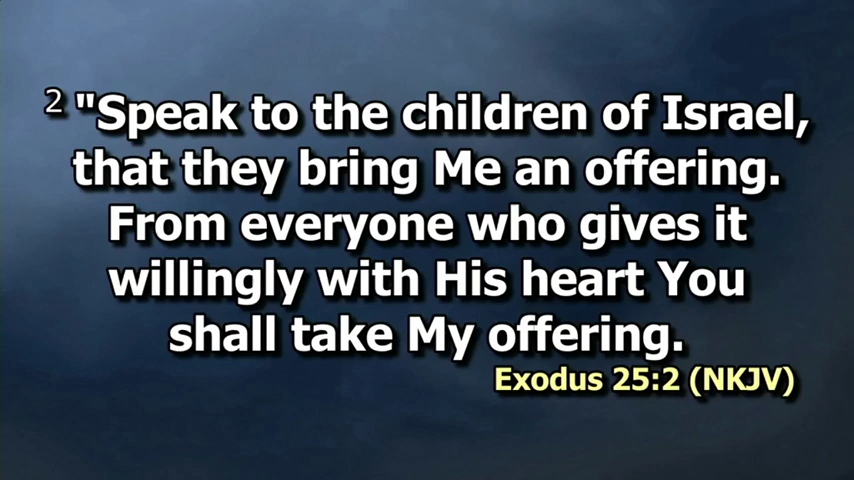 2 "Speak to the children of Israel,
that they bring Me an offering.
From everyone who gives it
willingly with His heart You
shall take My offering.
Exodus 25:2 (NKJV)